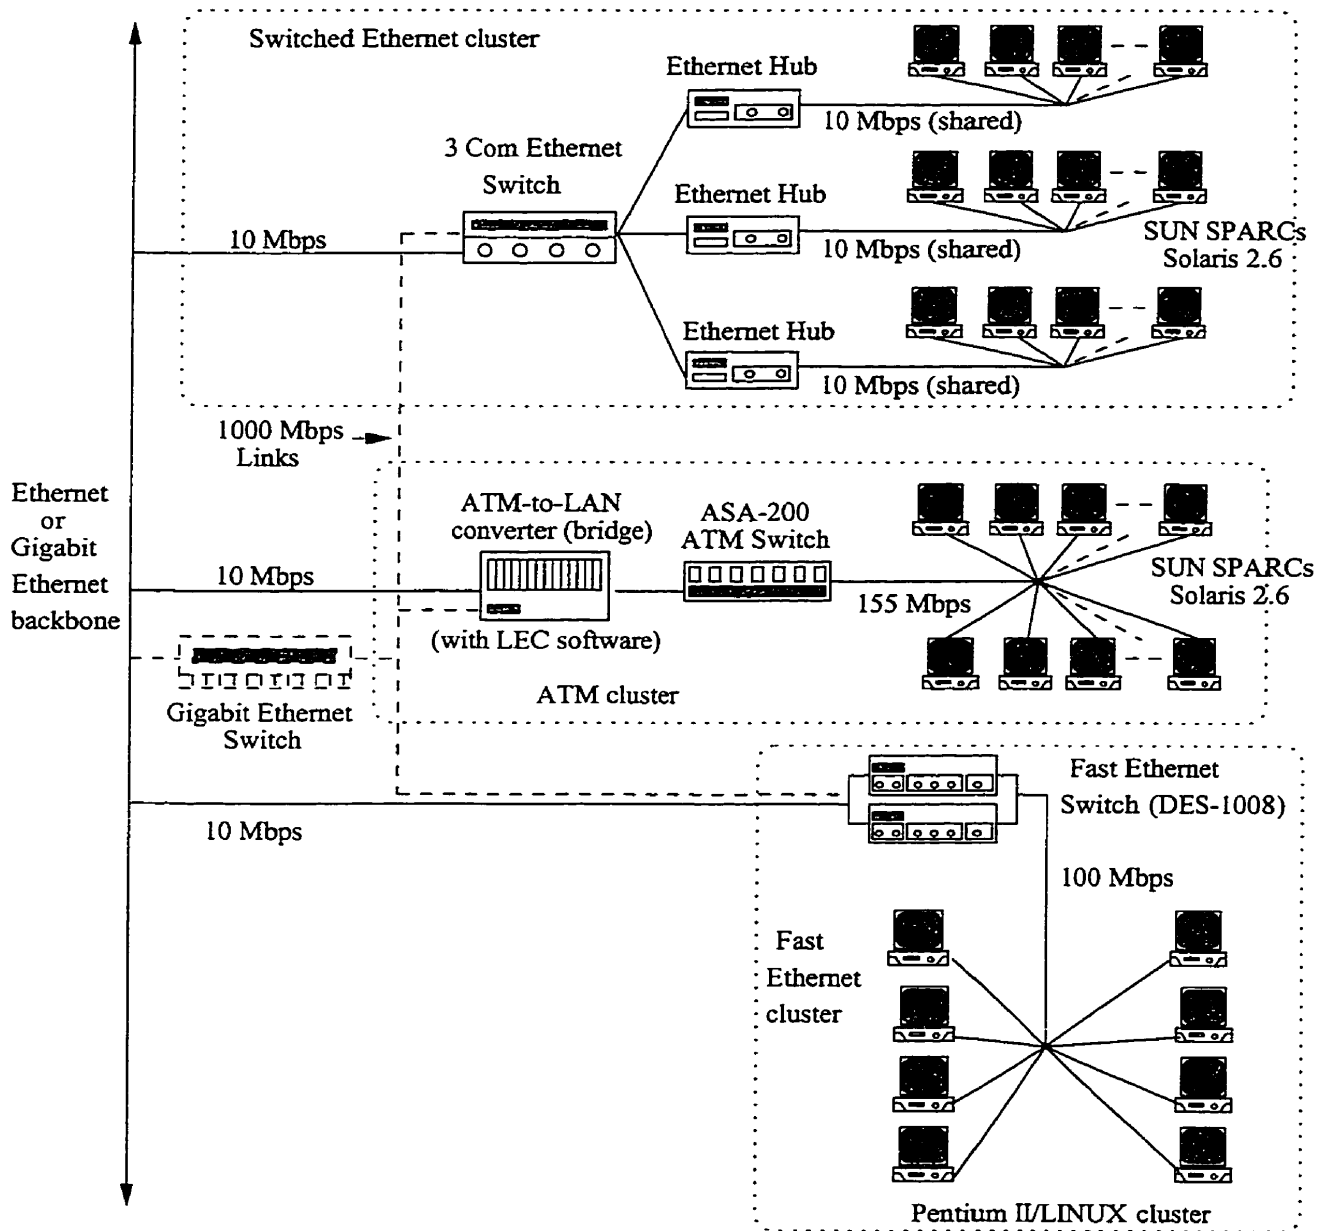 Switched Ethernet cluster
Ethernet Hub
10 Mbps (shared)
3 Com Ethernet
Switch
Ethernet Hub
10 Mbps (shared)
SUN SPARCs
Solaris 2.6
10 Mbps
Ethernet Hub
10 Mbps (shared)
1000 Mbps
Links
Ethernet
or
Gigabit
Ethernet
backbone
ATM-to-LAN
converter (bridge)
ASA-200
ATM Switch
10 Mbps
155 Mbps
SUN SPARCs
Solaris 2.6
(with LEC software)
ATM cluster
Gigabit Ethernet
Switch
10 Mbps
Fast Ethernet
Switch (DES-1008)
100 Mbps
Fast
Ethernet
cluster
Pentium II/LINUX cluster